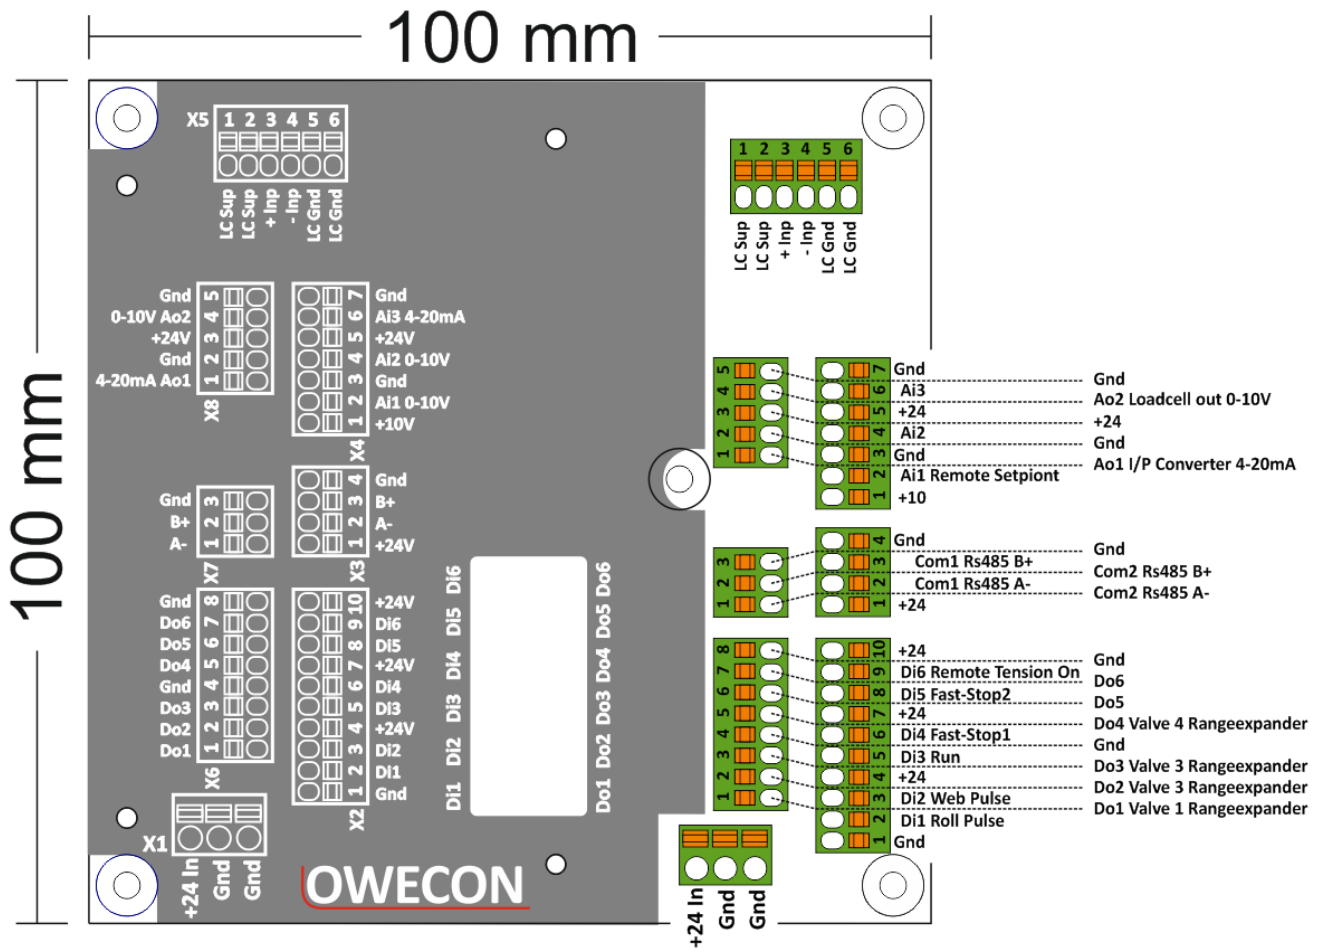 100 mm
100 mm
X5 1 2 3 4 5 6
LC Sup
LC Sup
+ Inp
- Inp
LC Gnd
LC Gnd
Gnd 5
0-10V Ao2 4
+24V 3
Gnd 2
4-20mA Ao1 1
X8
7 Gnd
6 Ai3 4-20mA
5 +24V
4 Ai2 0-10V
3 Gnd
2 Ai1 0-10V
1 +10V
X4
Gnd 3
B+ 2
A- 1
X7
4 Gnd
3 B+
2 A-
1 +24V
X3
Gnd 8
Do6 7
Do5 6
Do4 5
Gnd 4
Do3 3
Do2 2
Do1 1
X6
10 +24V
9 Di6
8 Di5
7 +24V
6 Di4
5 DI3
4 +24V
3 Di2
2 DI1
1 Gnd
X2
Di1 Di2 Di3 Di4 Di5 Di6
Do1 Do2 Do3 Do4 Do5 Do6
X1
+24 In
Gnd
Gnd
OWECON
1 2 3 4 5 6
LC Sup
LC Sup
+ Inp
- Inp
LC Gnd
LC Gnd
5
4
3
2
1
7 Gnd
6 Ai3
5 +24
4 Ai2
3 Gnd
2 Ai1 Remote Setpiont
1 +10
Gnd
Ao2 Loadcell out 0-10V
+24
Gnd
Ao1 I/P Converter 4-20mA
3
2
1
4 Gnd
3 Com1 Rs485 B+
2 Com1 Rs485 A-
1 +24
Gnd
Com2 Rs485 B+
Com2 Rs485 A-
8
7
6
5
4
3
2
1
10 +24
9 Di6 Remote Tension On
8 Di5 Fast-Stop2
7 +24
6 Di4 Fast-Stop1
5 Di3 Run
4 +24
3 Di2 Web Pulse
2 Di1 Roll Pulse
1 Gnd
Gnd
Do6
Do5
Do4 Valve 4 Rangeexpander
Gnd
Do3 Valve 3 Rangeexpander
Do2 Valve 3 Rangeexpander
Do1 Valve 1 Rangeexpander
+24 In
Gnd
Gnd